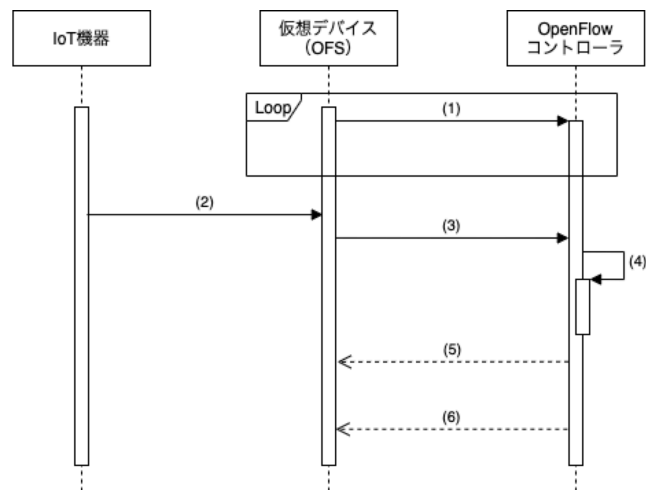 IoT機器
仮想デバイス
（OFS）
OpenFlow
コントローラ
Loop
(1)
(2)
(3)
(4)
(5)
(6)